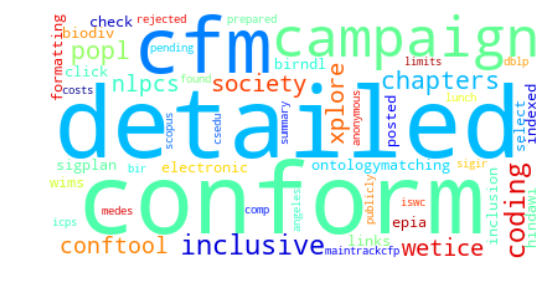 formatting
check
rejected
prepared
biodiv
cfm
campaign
popl
pending
birndl
limits
dblp
click
nlpcs
found
society
xplore
chapters
costs
lunch
detailed
scopus
csedu
summary
anonymous
posted
select
indexed
sigplan
bir
electronic
ontologymatching
sigir
wims
conform
inclusion
coding
hindawi
medes
comp
angeles
publicly
iswc
icps
epia
links
conftool
inclusive
maintrackcfp
wetice